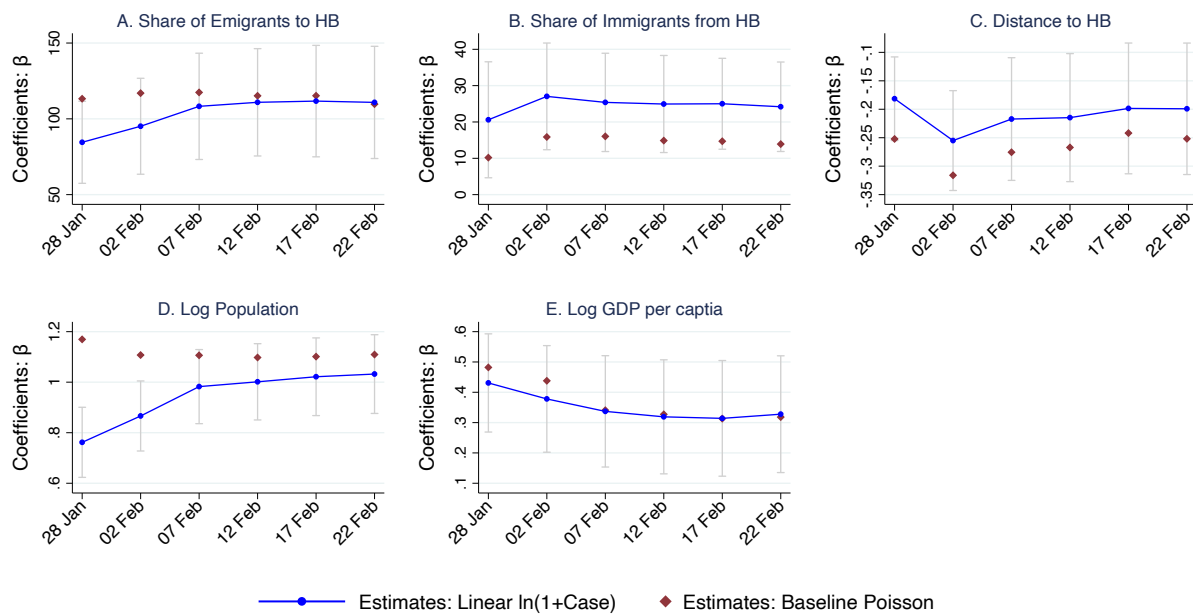 A. Share of Emigrants to HB
Coefficients: β
150
100
50
28 Jan
02 Feb
07 Feb
12 Feb
17 Feb
22 Feb
B. Share of Immigrants from HB
Coefficients: β
40
30
20
10
0
28 Jan
02 Feb
07 Feb
12 Feb
17 Feb
22 Feb
C. Distance to HB
Coefficients: β
-.1
-.15
-.2
-.25
-.3
-.35
28 Jan
02 Feb
07 Feb
12 Feb
17 Feb
22 Feb
D. Log Population
Coefficients: β
1.2
1
.8
.6
28 Jan
02 Feb
07 Feb
12 Feb
17 Feb
22 Feb
E. Log GDP per captia
Coefficients: β
.6
.5
.4
.3
.2
.1
28 Jan
02 Feb
07 Feb
12 Feb
17 Feb
22 Feb
Estimates: Linear ln(1+Case)
Estimates: Baseline Poisson